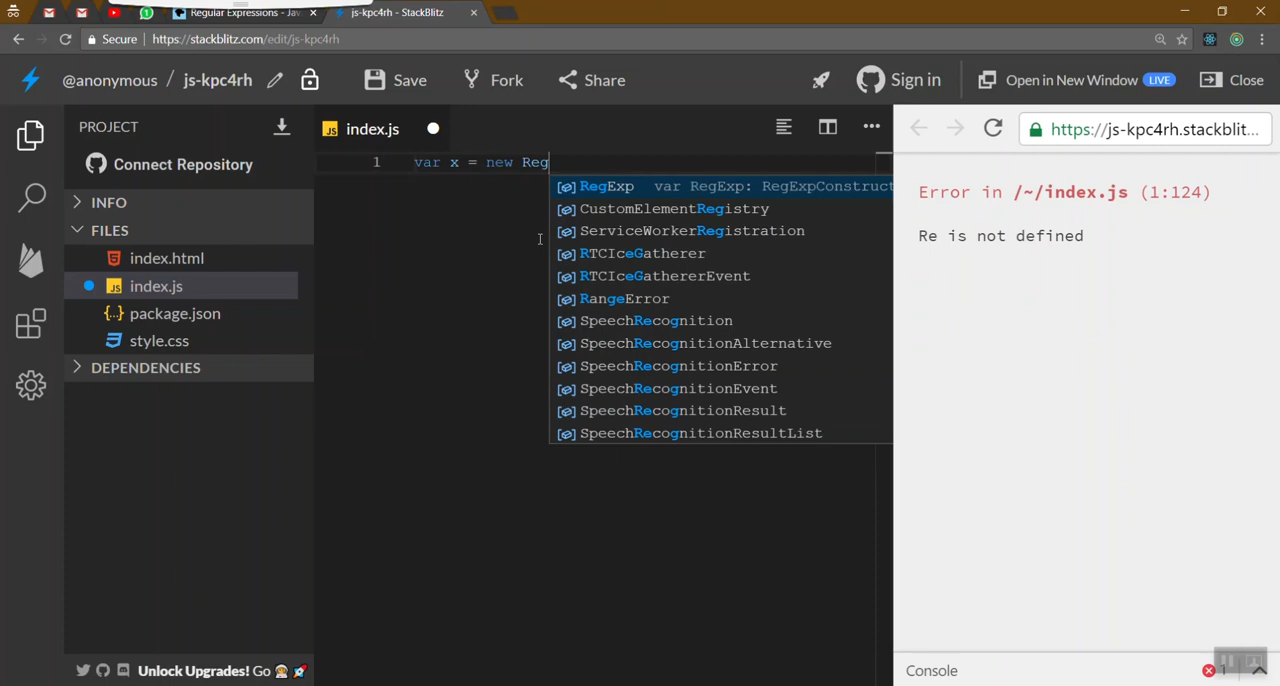 Regular Expressions - Jav
js-kpc4rh - StackBlitz
Secure | https://stackblitz.com/edit/js-kpc4rh
@anonymous / js-kpc4rh Save Fork Share Sign in Open in New Window LIVE Close
PROJECT
Connect Repository
INFO
FILES
index.html
index.js
package.json
style.css
DEPENDENCIES
Unlock Upgrades! Go
index.js
1 var x = new Reg
RegExp var RegExp: RegExpConstruct
CustomElementRegistry
ServiceWorkerRegistration
RTCIceGatherer
RTCIceGathererEvent
RangeError
SpeechRecognition
SpeechRecognitionAlternative
SpeechRecognitionError
SpeechRecognitionEvent
SpeechRecognitionResult
SpeechRecognitionResultList
https://js-kpc4rh.stackblit...
Error in /~/index.js (1:124)
Re is not defined
Console 1